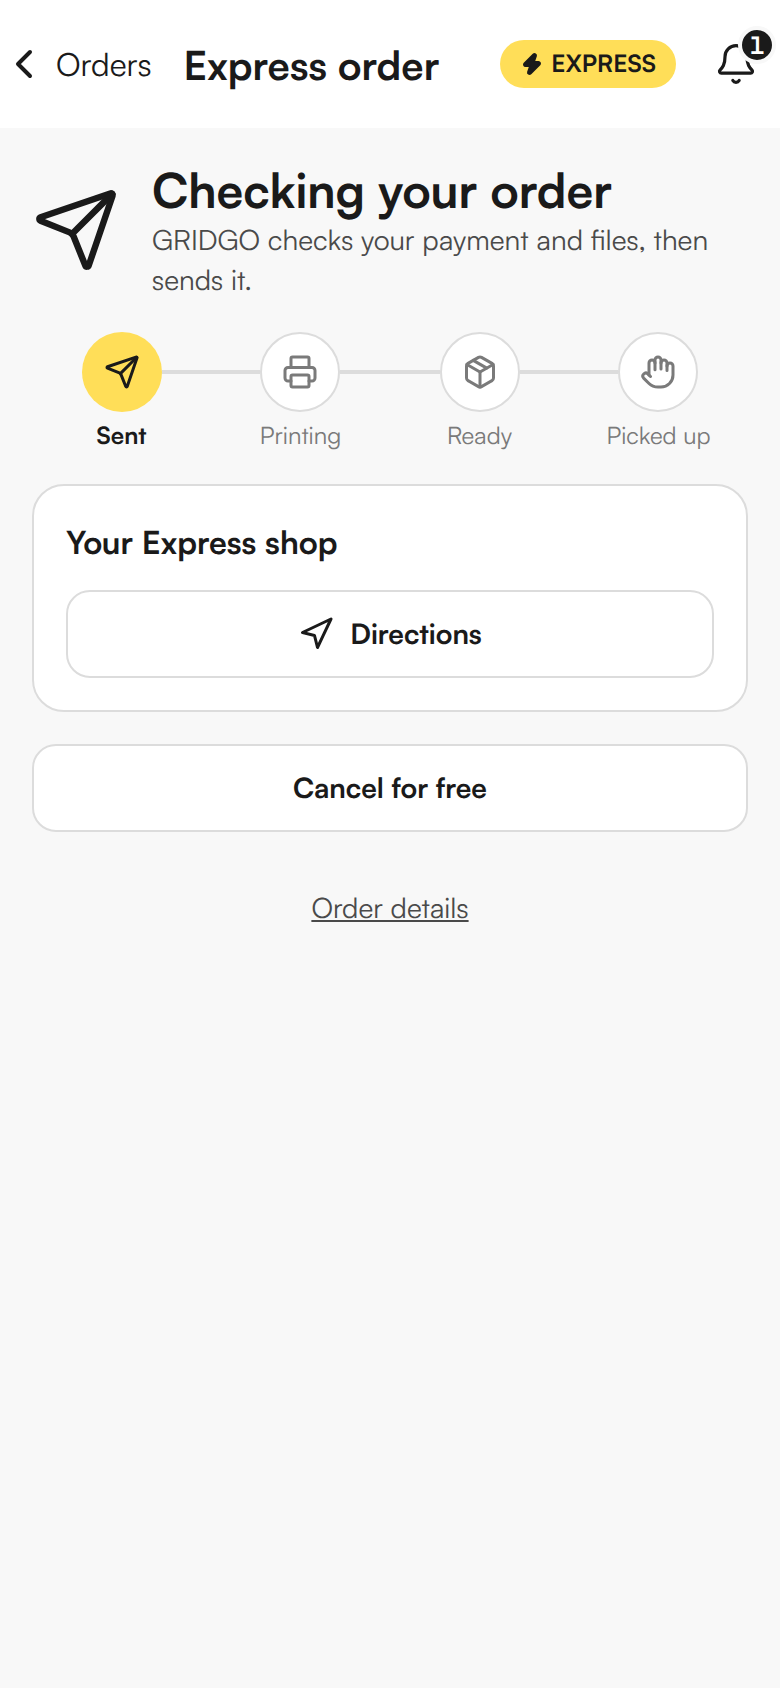 Orders
Express order
EXPRESS
1
Checking your order
GRIDGO checks your payment and files, then
sends it.
Sent
Printing
Ready
Picked up
Your Express shop
Directions
Cancel for free
Order details